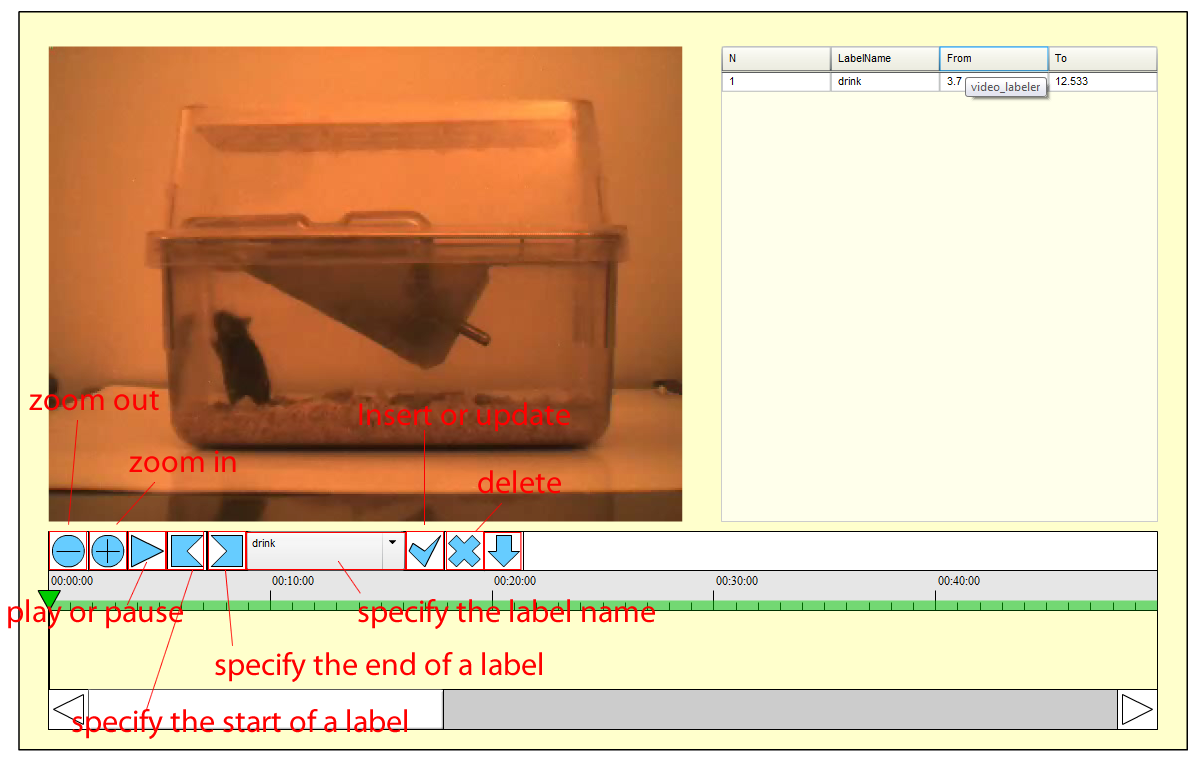 N LabelName From To
1 drink 3.7 12.533
video_labeler
zoom out
Insert or update
zoom in
delete
drink
00:00:00 00:10:00 00:20:00 00:30:00 00:40:00
play or pause
specify the label name
specify the end of a label
specify the start of a label